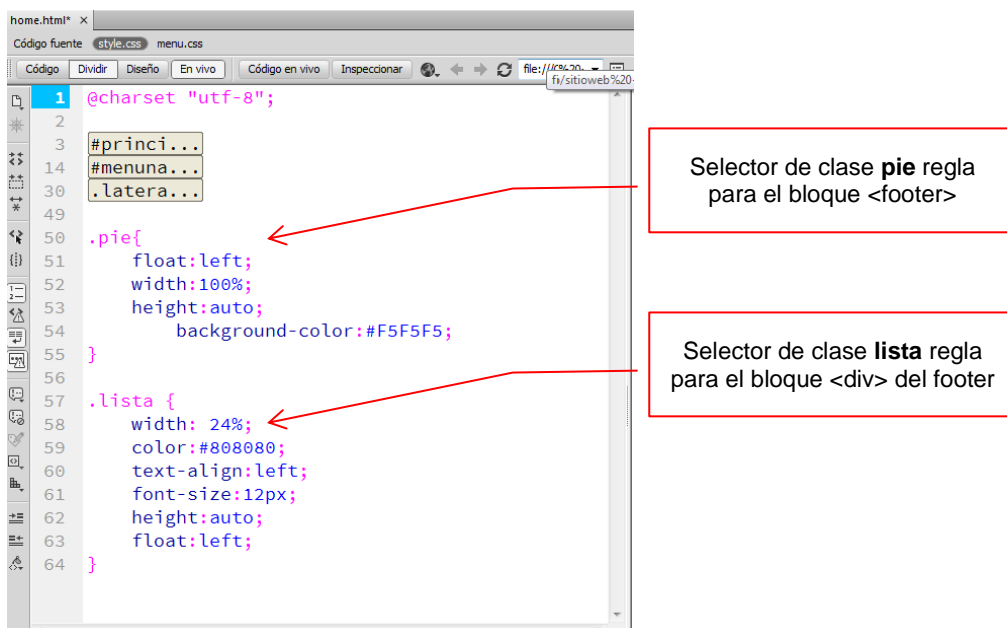 home.html* ×
Código fuente style.css menu.css
Código Dividir Diseño En vivo Código en vivo Inspeccionar
fi/sitioweb%20
1 @charset "utf-8";
2
3 #princi...
14 #menuna...
30 .latera...
49
50 .pie{
51 float:left;
52 width:100%;
53 height:auto;
54 background-color:#F5F5F5;
55 }
56
57 .lista {
58 width: 24%;
59 color:#808080;
60 text-align:left;
61 font-size:12px;
62 height:auto;
63 float:left;
64 }
Selector de clase pie regla
para el bloque <footer>
Selector de clase lista regla
para el bloque <div> del footer